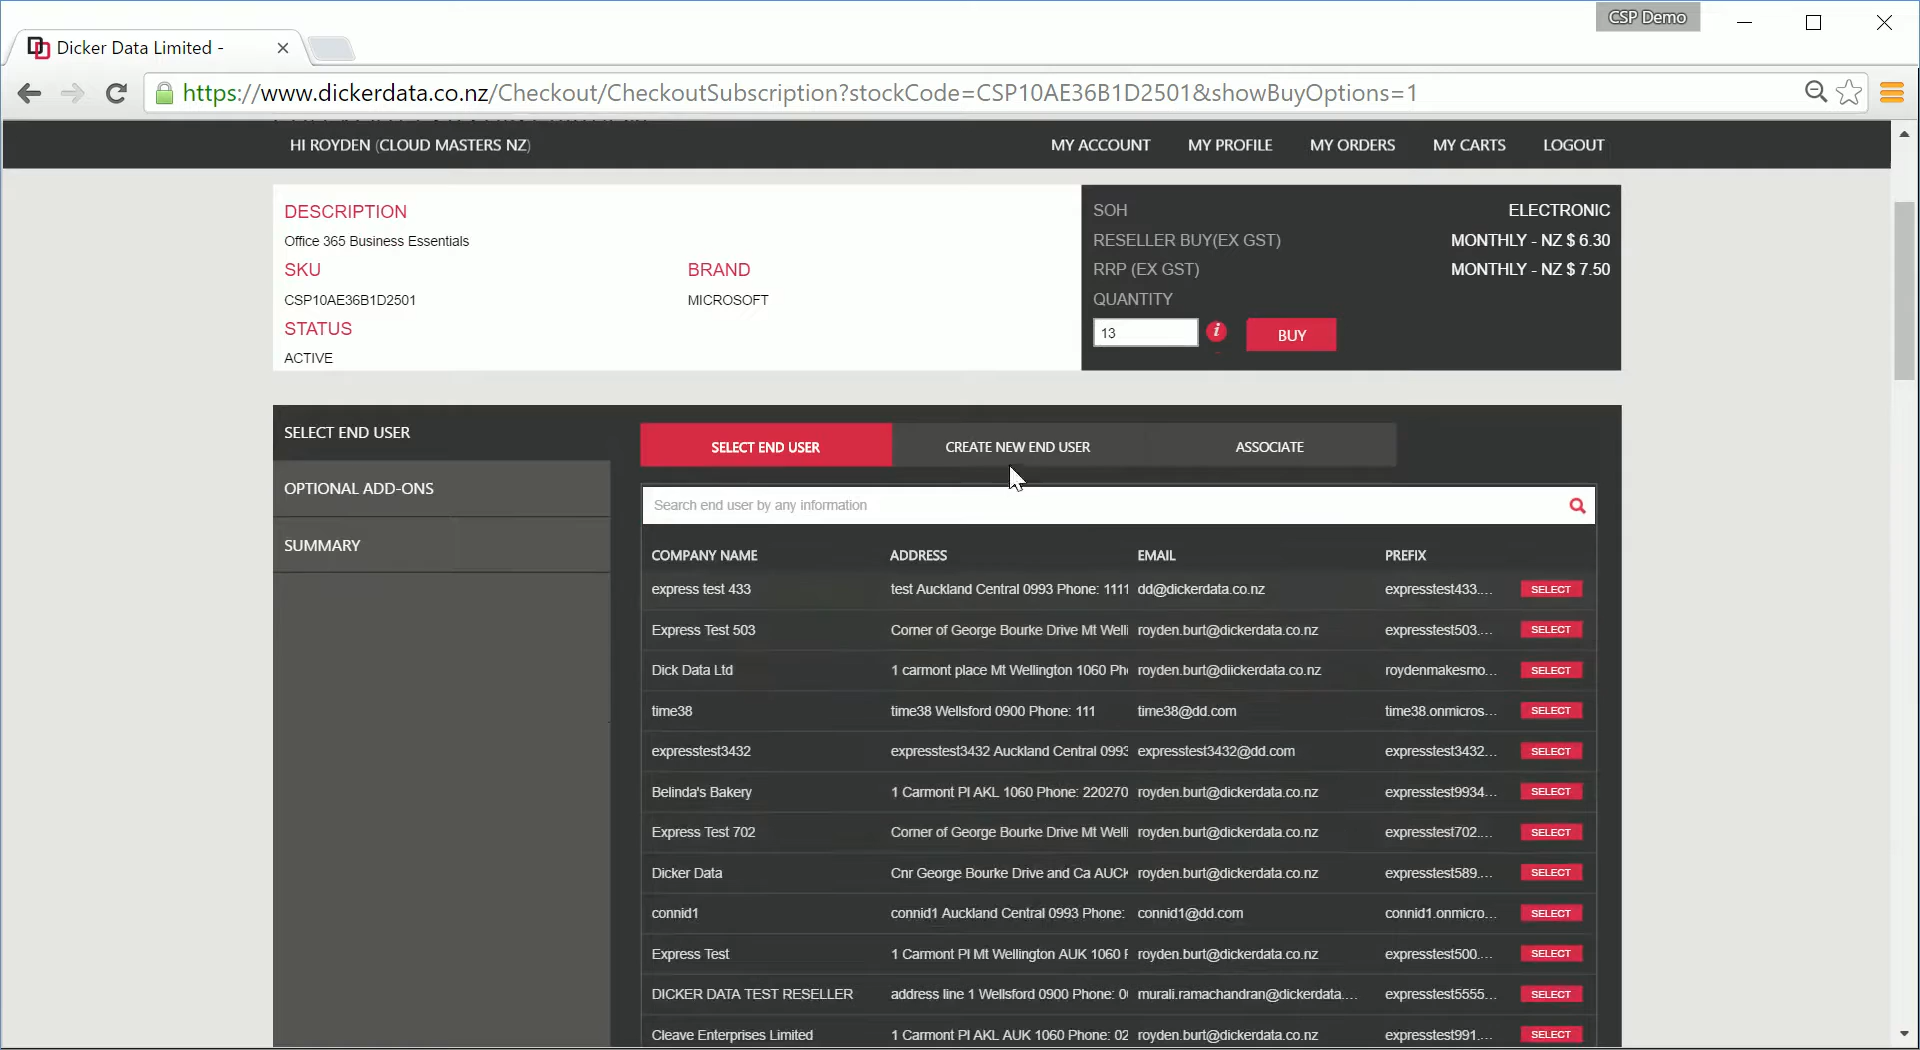 CSP Demo
Dicker Data Limited -
https://www.dickerdata.co.nz/Checkout/CheckoutSubscription?stockCode=CSP10AE36B1D2501&showBuyOptions=1
HI ROYDEN (CLOUD MASTERS NZ) MY ACCOUNT MY PROFILE MY ORDERS MY CARTS LOGOUT
DESCRIPTION
Office 365 Business Essentials
SKU BRAND
CSP10AE36B1D2501 MICROSOFT
STATUS
ACTIVE
SOH ELECTRONIC
RESELLER BUY(EX GST) MONTHLY - NZ $ 6.30
RRP (EX GST) MONTHLY - NZ $ 7.50
QUANTITY
13 i BUY
SELECT END USER
OPTIONAL ADD-ONS
SUMMARY
SELECT END USER CREATE NEW END USER ASSOCIATE
Search end user by any information
COMPANY NAME ADDRESS EMAIL PREFIX
express test 433 test Auckland Central 0993 Phone: 1111 dd@dickerdata.co.nz expresstest433.... SELECT
Express Test 503 Corner of George Bourke Drive Mt Welli royden.burt@dickerdata.co.nz expresstest503.... SELECT
Dick Data Ltd 1 carmont place Mt Wellington 1060 Ph royden.burt@diickerdata.co.nz roydenmakesmo... SELECT
time38 time38 Wellsford 0900 Phone: 111 time38@dd.com time38.onmicros... SELECT
expresstest3432 expresstest3432 Auckland Central 0993 expresstest3432@dd.com expresstest3432... SELECT
Belinda's Bakery 1 Carmont Pl AKL 1060 Phone: 220270 royden.burt@dickerdata.co.nz expresstest9934... SELECT
Express Test 702 Corner of George Bourke Drive Mt Welli royden.burt@dickerdata.co.nz expresstest702.... SELECT
Dicker Data Cnr George Bourke Drive and Ca AUCK royden.burt@dickerdata.co.nz expresstest589.... SELECT
connid1 connid1 Auckland Central 0993 Phone: connid1@dd.com connid1.onmicro... SELECT
Express Test 1 Carmont Pl Mt Wellington AUK 1060 F royden.burt@dickerdata.co.nz expresstest500.... SELECT
DICKER DATA TEST RESELLER address line 1 Wellsford 0900 Phone: 0 murali.ramachandran@dickerdata.... expresstest5555... SELECT
Cleave Enterprises Limited 1 Carmont Pl AKL AUK 1060 Phone: 02 royden.burt@dickerdata.co.nz expresstest991.... SELECT